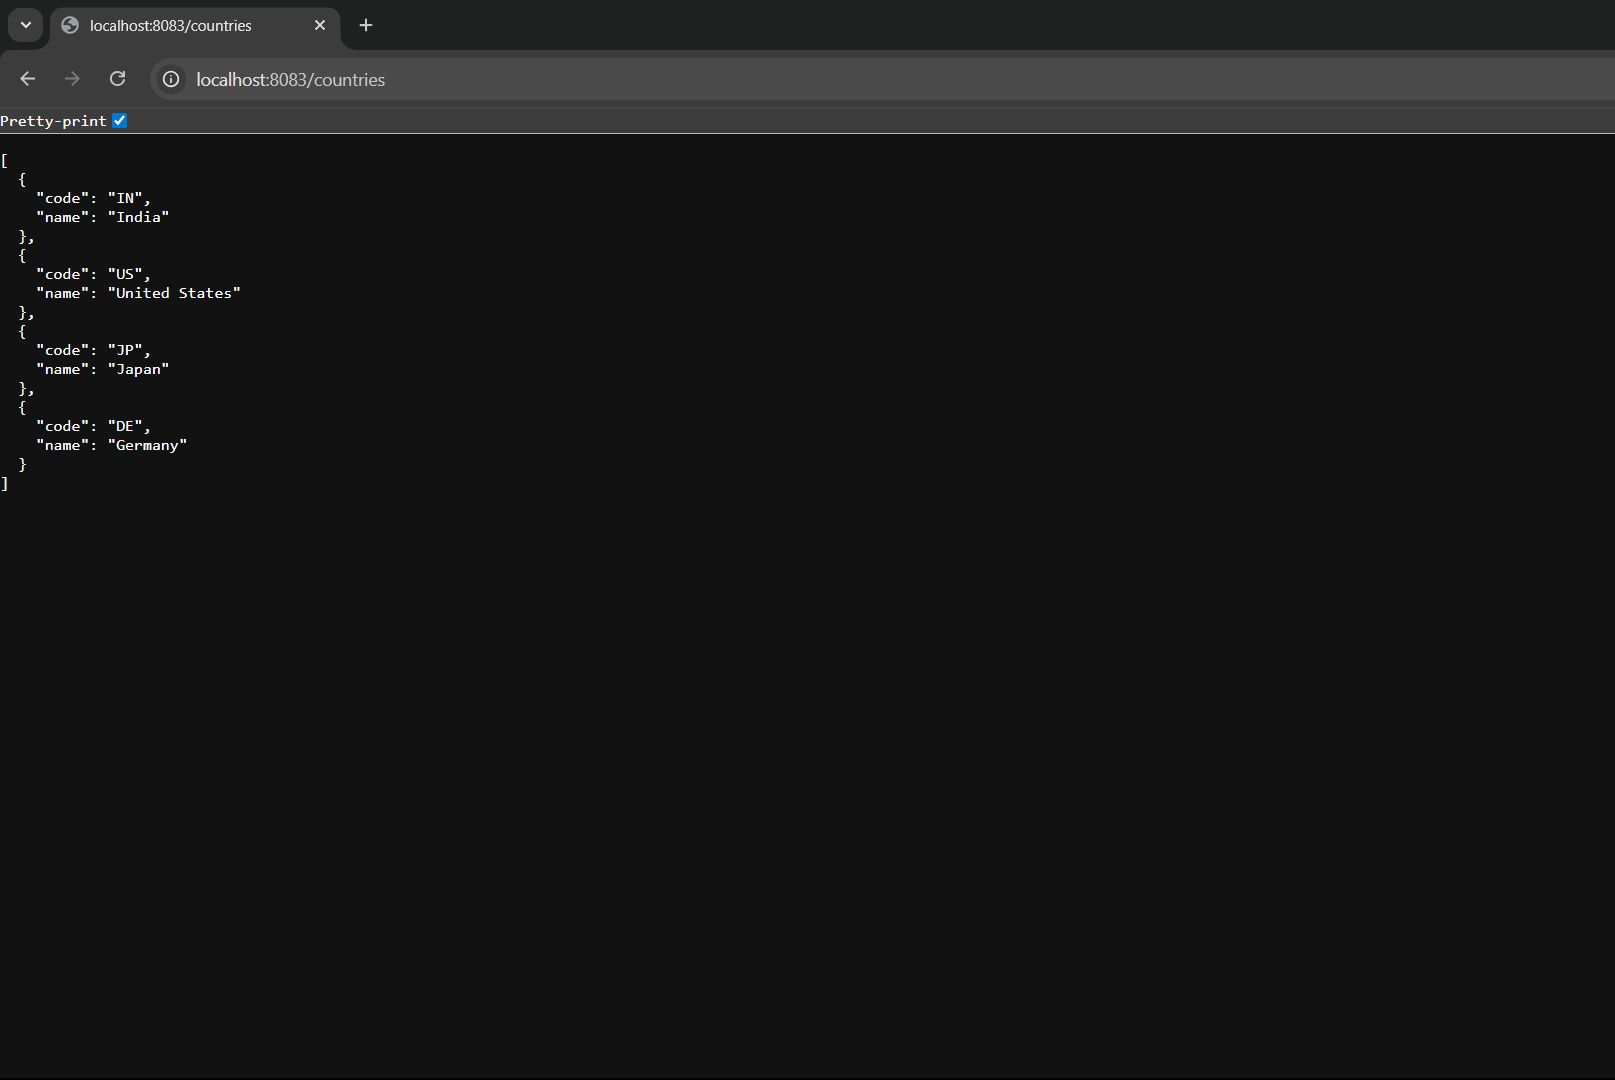 localhost:8083/countries
localhost:8083/countries
Pretty-print
[
  {
    "code": "IN",
    "name": "India"
  },
  {
    "code": "US",
    "name": "United States"
  },
  {
    "code": "JP",
    "name": "Japan"
  },
  {
    "code": "DE",
    "name": "Germany"
  }
]